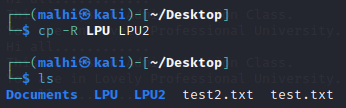 ┌──(malhi㉿kali)-[~/Desktop]
└─$ cp -R LPU LPU2
┌──(malhi㉿kali)-[~/Desktop]
└─$ ls
Documents LPU LPU2 test2.txt test.txt